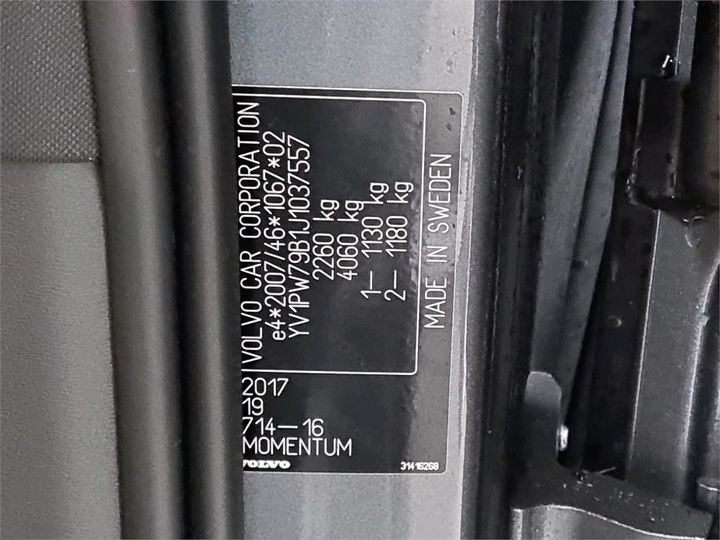 VOLVO CAR CORPORATION
e4*2007/46*1067*02
YV1PW79B1J1037557
2260 kg
4060 kg
1— 1130 kg
2— 1180 kg
MADE IN SWEDEN
2017
19
714—16
MOMENTUM
VOLVO
31416268